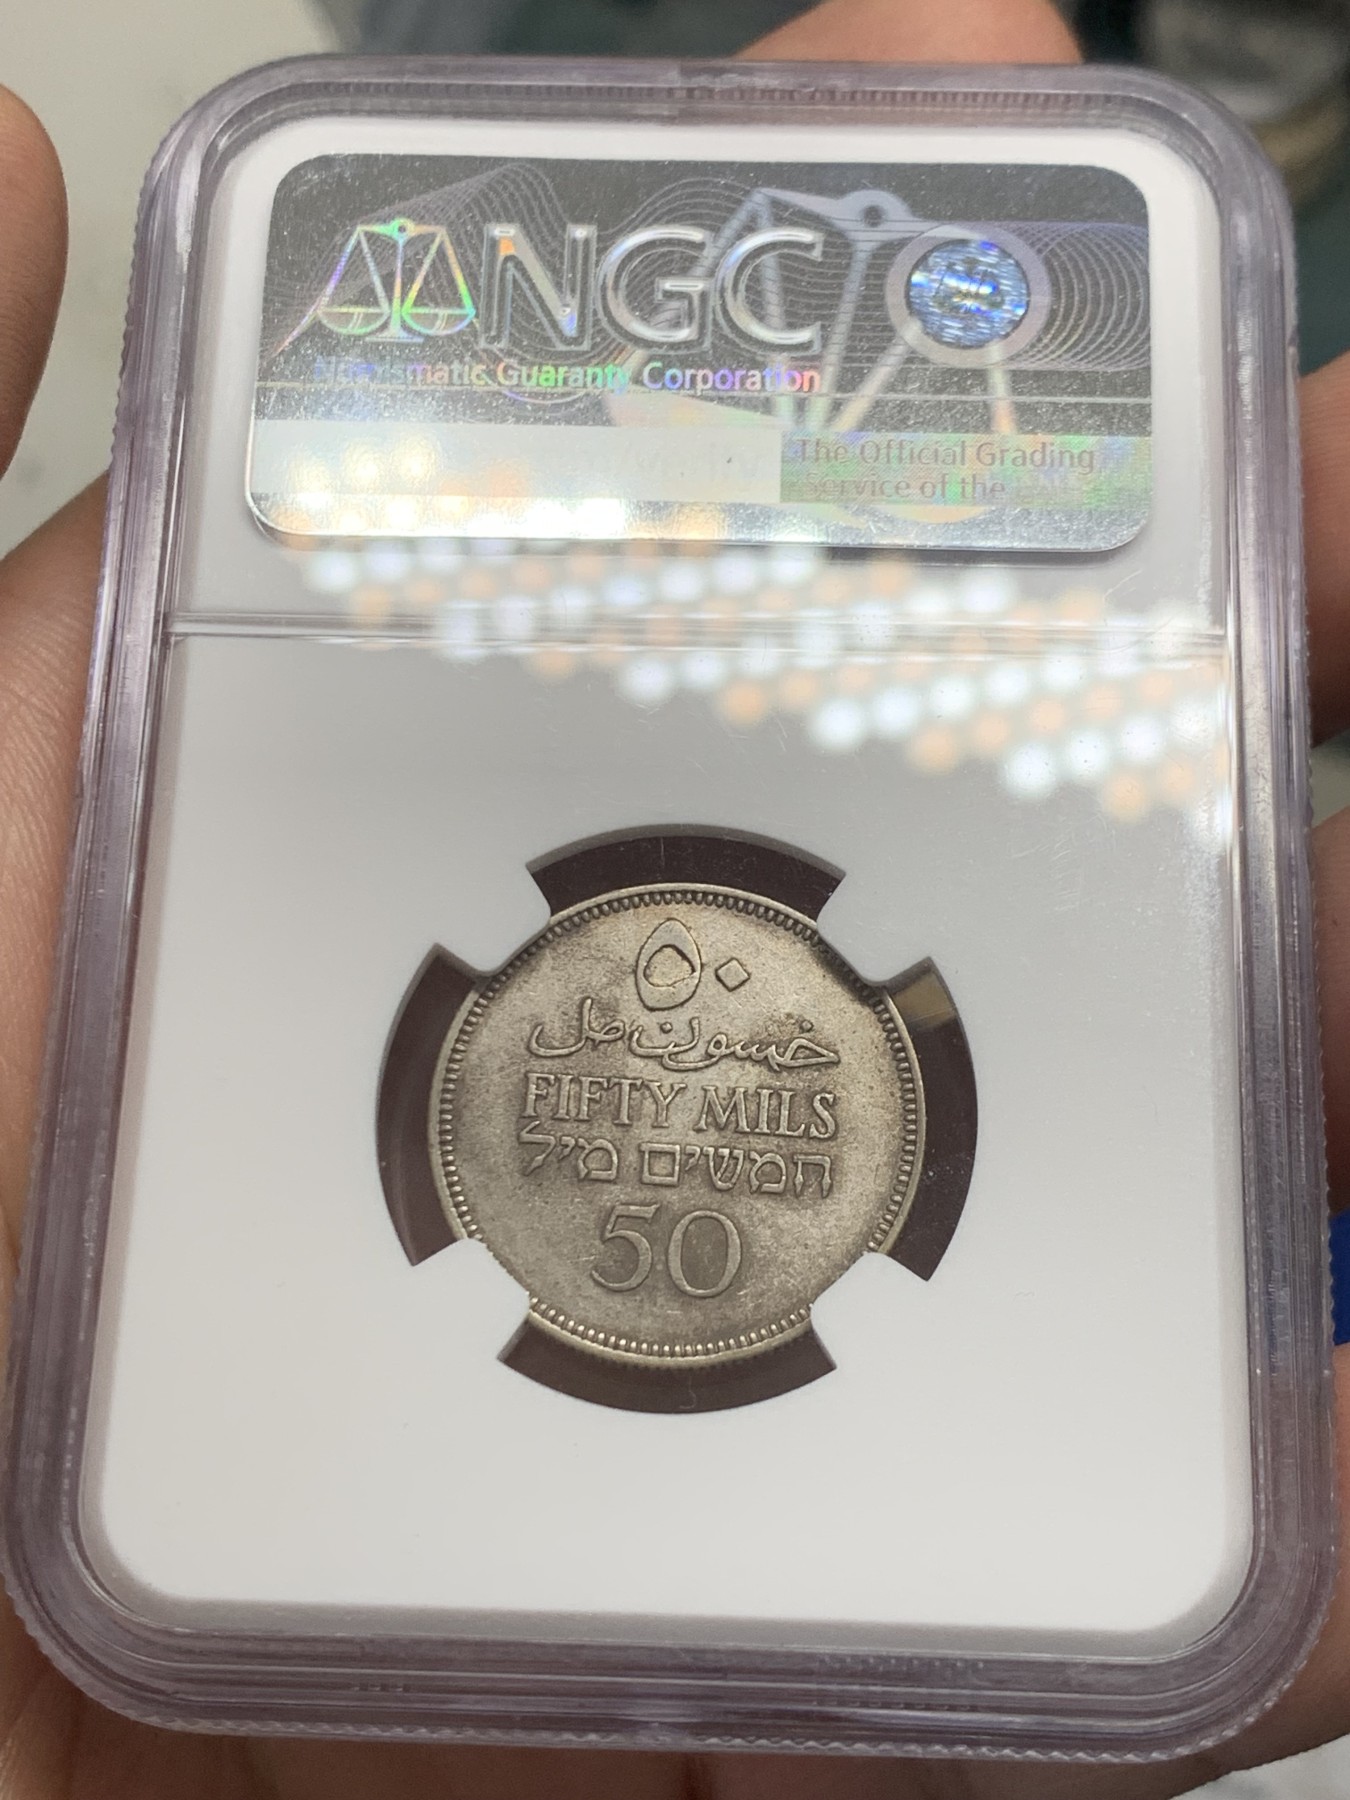 NGC
Numismatic Guaranty Corporation
The Official Grading
Service of the
٥٠
خمسون مل
FIFTY MILS
חמשים מיל
50